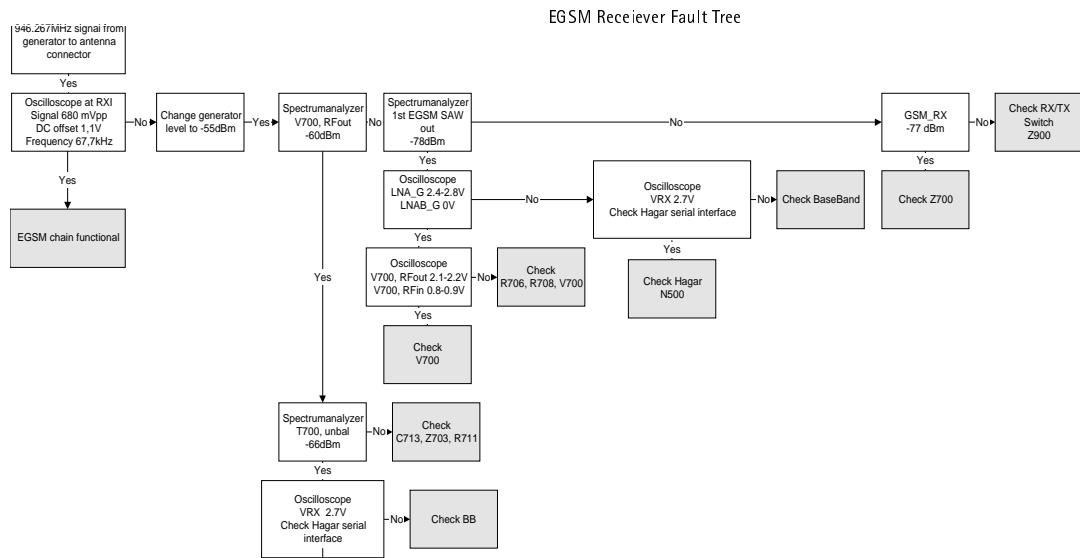 EGSM Receiever Fault Tree
946.267MHz signal from
generator to antenna
connector
Yes
Oscilloscope at RXI
Signal 680 mVpp
DC offset 1,1V
Frequency 67,7kHz
No
Change generator
level to -55dBm
Yes
Spectrumanalyzer
V700, RFout
-60dBm
No
Spectrumanalyzer
1st EGSM SAW
out
-78dBm
No
GSM_RX
-77 dBm
No
Check RX/TX
Switch
Z900
Yes
EGSM chain functional
Yes
Oscilloscope
LNA_G 2.4-2.8V
LNAB_G 0V
No
Oscilloscope
VRX 2.7V
Check Hagar serial interface
No
Check BaseBand
Yes
Check Z700
Yes
Oscilloscope
V700, RFout 2.1-2.2V
V700, RFin 0.8-0.9V
No
Check
R706, R708, V700
Yes
Check Hagar
N500
Yes
Check
V700
Yes
Spectrumanalyzer
T700, unbal
-66dBm
No
Check
C713, Z703, R711
Yes
Oscilloscope
VRX 2.7V
Check Hagar serial
interface
No
Check BB